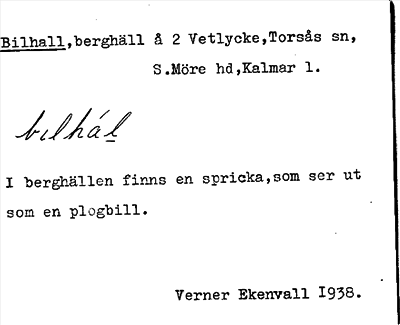 Bilhall,berghäll å 2 Vetlycke,Torsås sn,
S.Möre hd,Kalmar l.
bilhál
I berghällen finns en spricka,som ser ut
som en plogbill.
Verner Ekenvall I938.